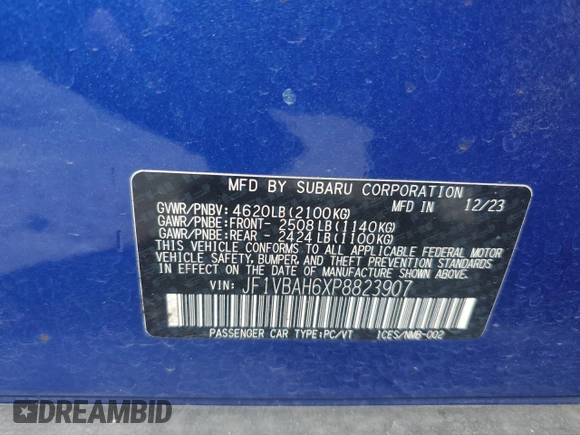 MFD BY SUBARU CORPORATION
GVWR/PNBV: 4620LB(2100KG) MFD IN 12/23
GAWR/PNBE:FRONT- 2508LB(1140KG)
GAWR/PNBE:REAR - 2424LB(1100KG)
THIS VEHICLE CONFORMS TO ALL APPLICABLE FEDERAL MOTOR
VEHICLE SAFETY, BUMPER, AND THEFT PREVENTION STANDARDS
IN EFFECT ON THE DATE OF MANUFACTURE SHOWN ABOVE.
VIN: JF1VBAH6XP8823907
PASSENGER CAR TYPE:PC/VT ICES/NMB-002
DREAMBID